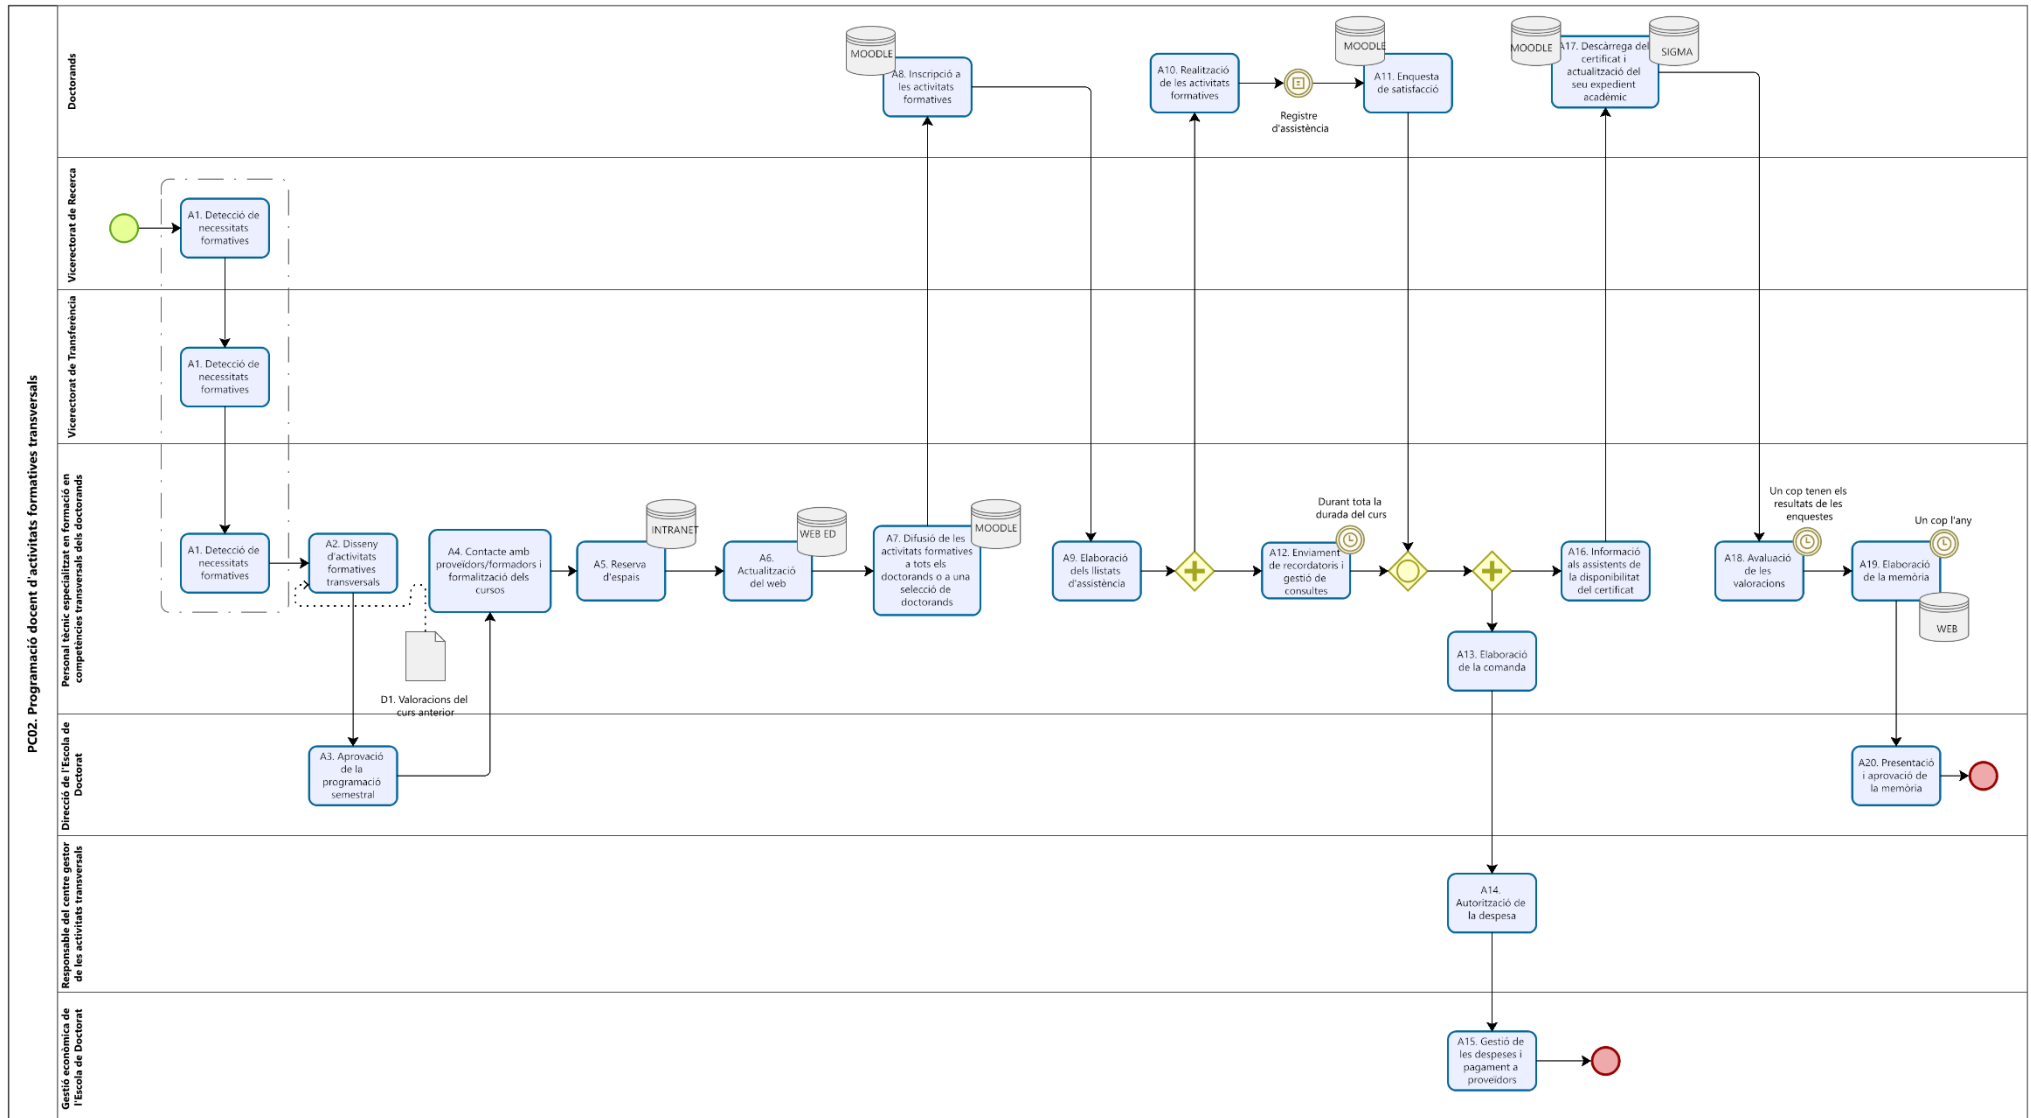 PC02. Programació docent d'activitats formatives transversals
Doctorands
MOODLE
A8. Inscripció a
les activitats
formatives
A10. Realització
de les activitats
formatives
Registre
d'assistència
MOODLE
A11. Enquesta
de satisfacció
MOODLE
A17. Descàrrega del
certificat i
actualització del
seu expedient
acadèmic
SIGMA
Vicerectorat de Recerca
A1. Detecció de
necessitats
formatives
Vicerectorat de Transferència
A1. Detecció de
necessitats
formatives
Personal tècnic especialitzat en formació en
competències transversals dels doctorands
A1. Detecció de
necessitats
formatives
A2. Disseny
d'activitats
formatives
transversals
D1. Valoracions del
curs anterior
A4. Contacte amb
proveïdors/formadors i
formalització dels
cursos
A5. Reserva
d'espais
INTRANET
A6.
Actualització
del web
WEB ED
A7. Difusió de les
activitats formatives
a tots els
doctorands o a una
selecció de
doctorands
MOODLE
A9. Elaboració
dels llistats
d'assistència
Durant tota la
durada del curs
A12. Enviament
de recordatoris i
gestió de
consultes
A13. Elaboració
de la comanda
A16. Informació
als assistents de
la disponibilitat
del certificat
Un cop tenen els
resultats de les
enquestes
A18. Avaluació
de les
valoracions
Un cop l'any
A19. Elaboració
de la memòria
WEB
Direcció de l'Escola de
Doctorat
A3. Aprovació
de la
programació
semestral
A20. Presentació
i aprovació de
la memòria
Responsable del centre gestor
de les activitats transversals
A14.
Autorització de
la despesa
Gestió econòmica de
l'Escola de Doctorat
A15. Gestió de
les despeses i
pagament a
proveïdors